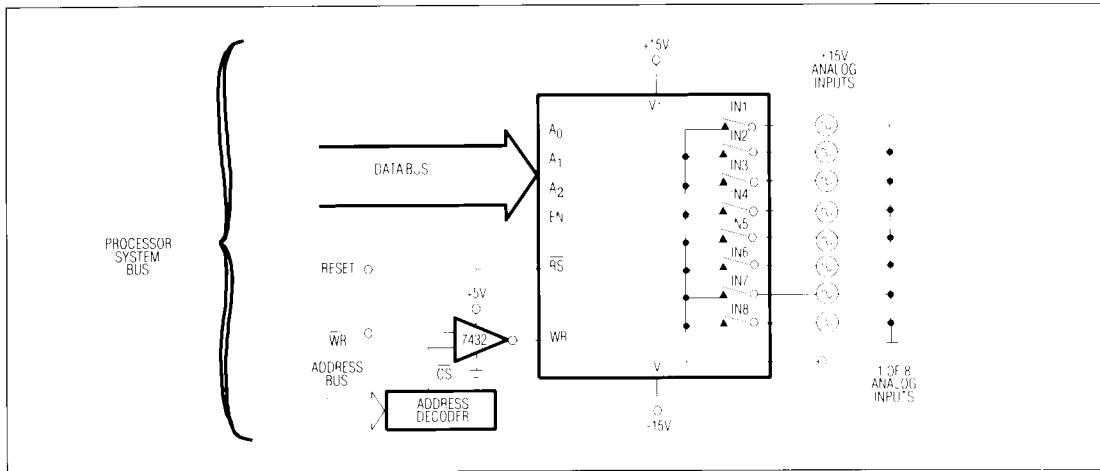 +15V
+15V
ANALOG
INPUTS
V+
IN1
A0
IN2
A1
IN3
DATA BUS
A2
IN4
EN
N5
PROCESSOR
SYSTEM
BUS
IN6
RESET
RS
IN7
+5V
IN8
WR
7432
WR
ADDRESS
BUS
CS
V
1 OF 8
ANALOG
INPUTS
ADDRESS
DECODER
-15V